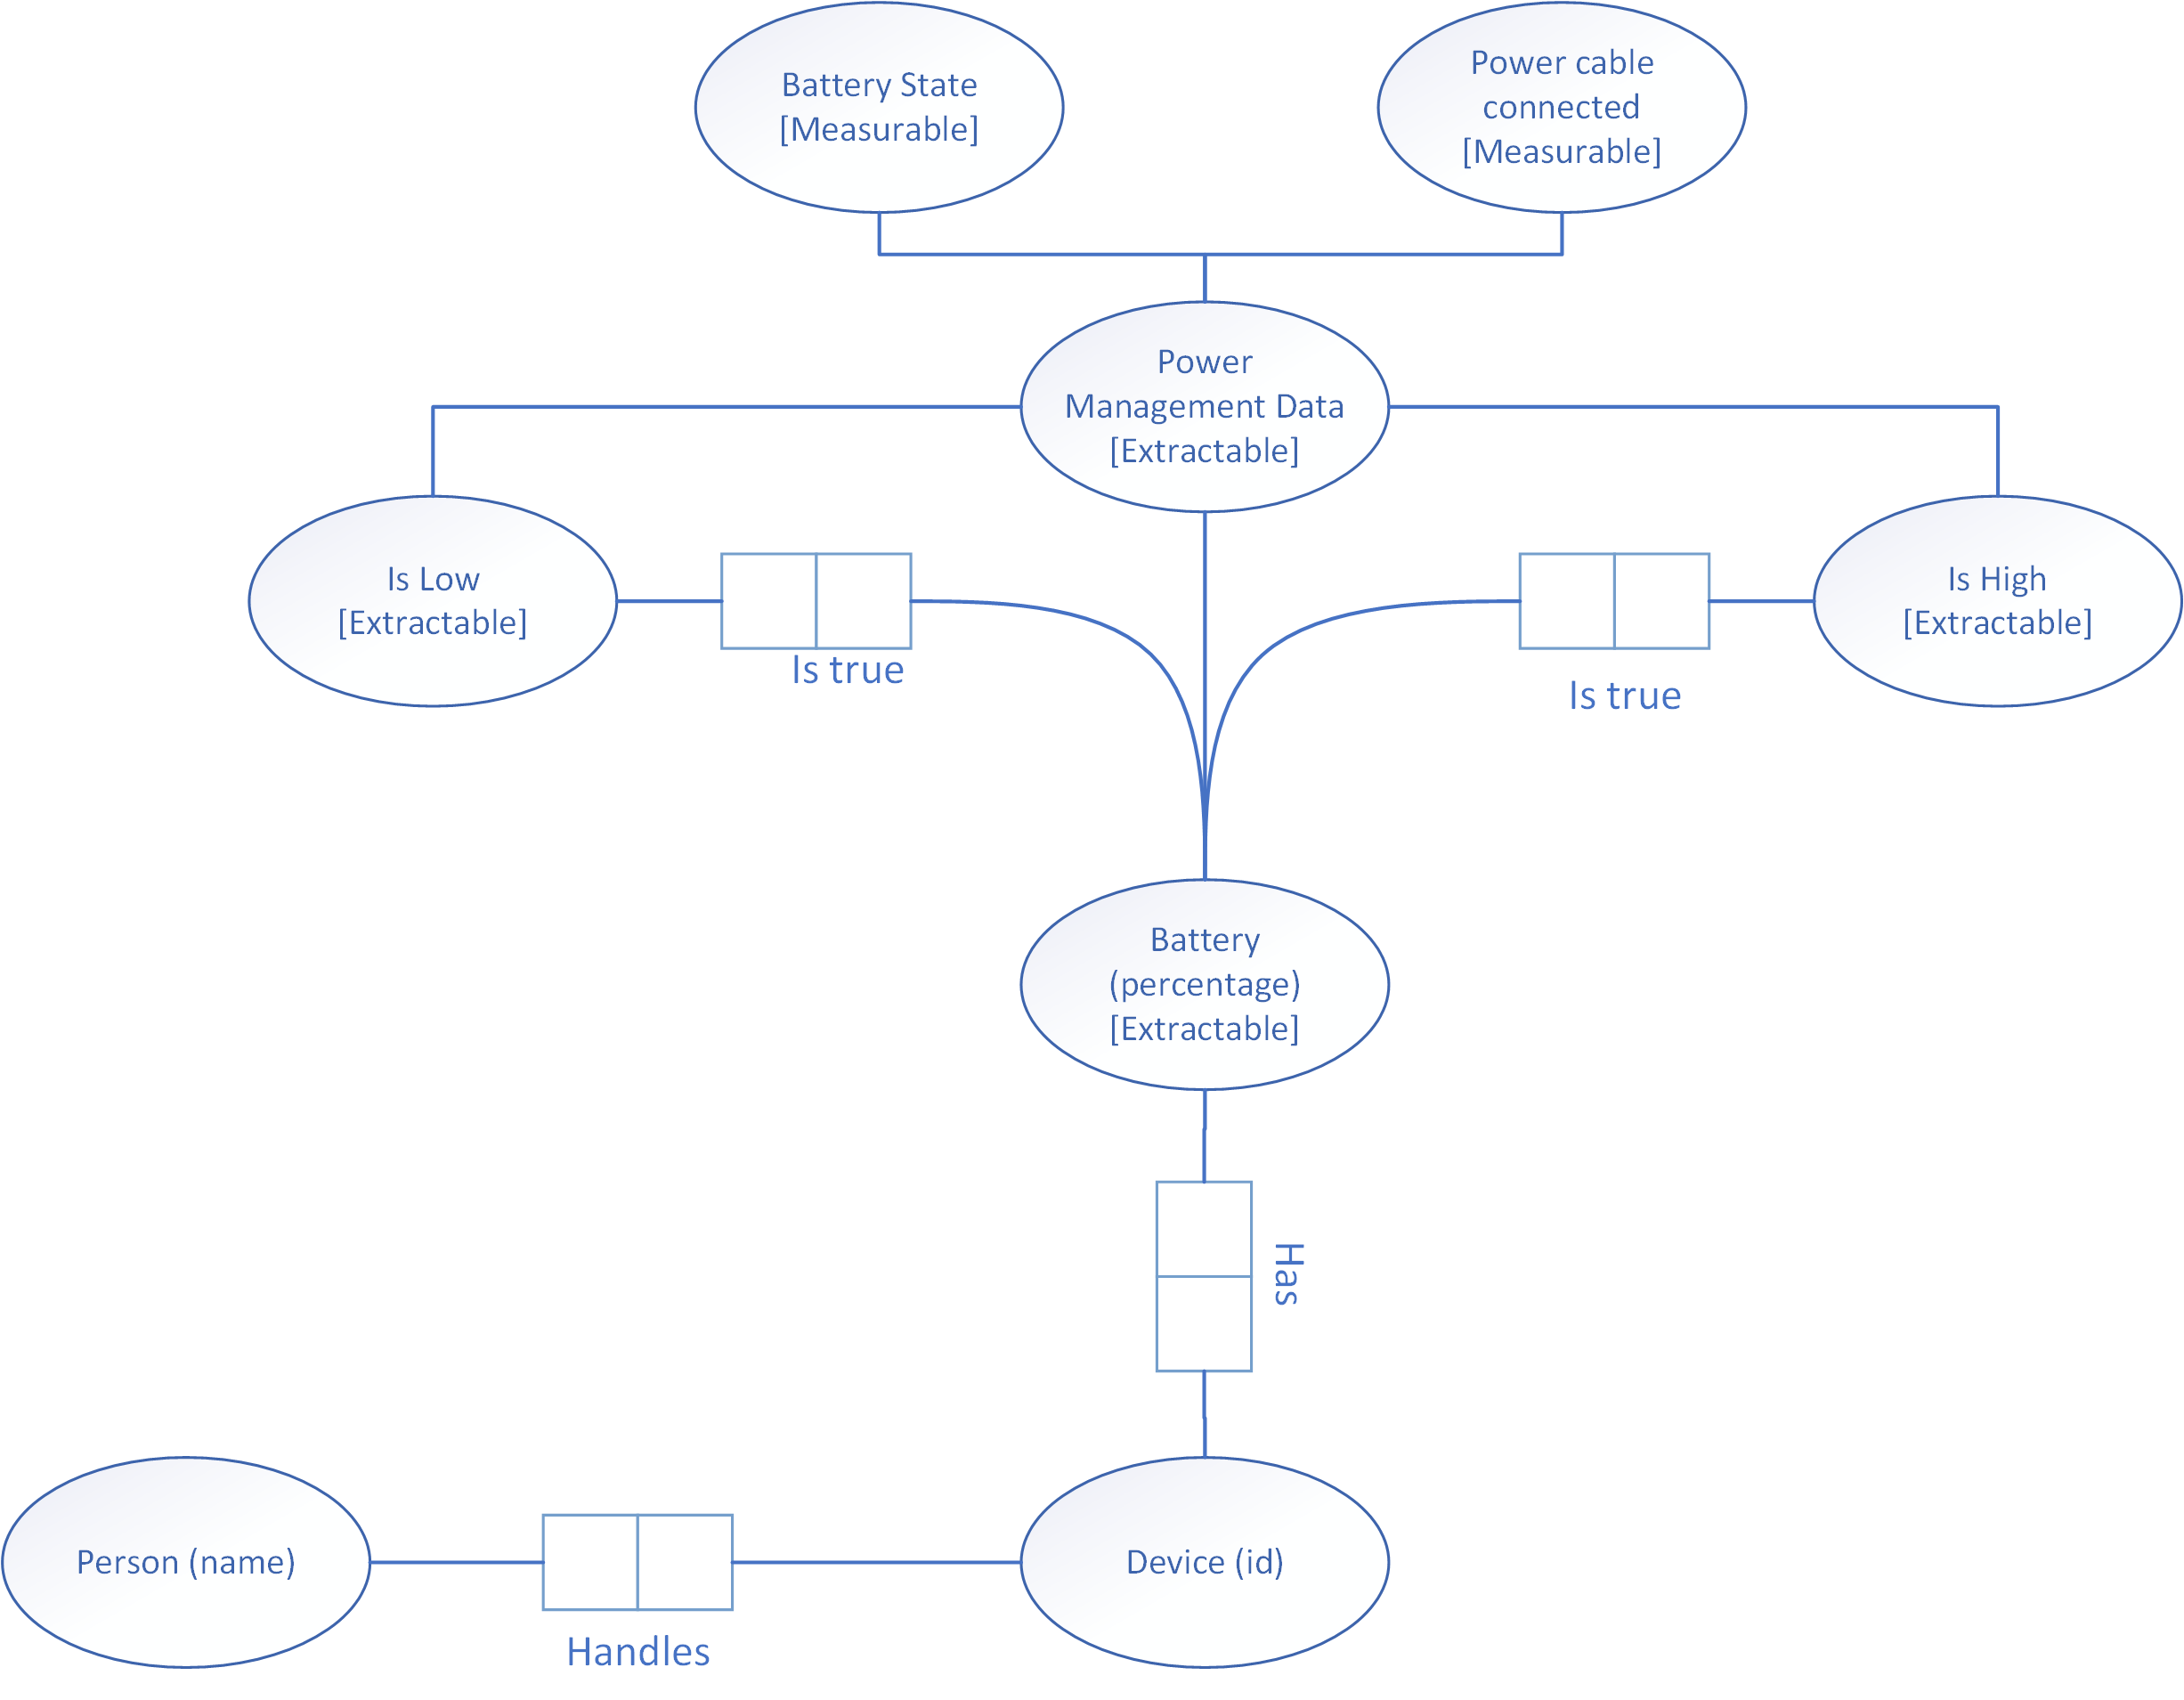 Battery State
[Measurable]
Power cable
connected
[Measurable]
Power
Management Data
[Extractable]
Is Low
[Extractable]
Is true
Is true
Is High
[Extractable]
Battery
(percentage)
[Extractable]
Has
Person (name)
Handles
Device (id)